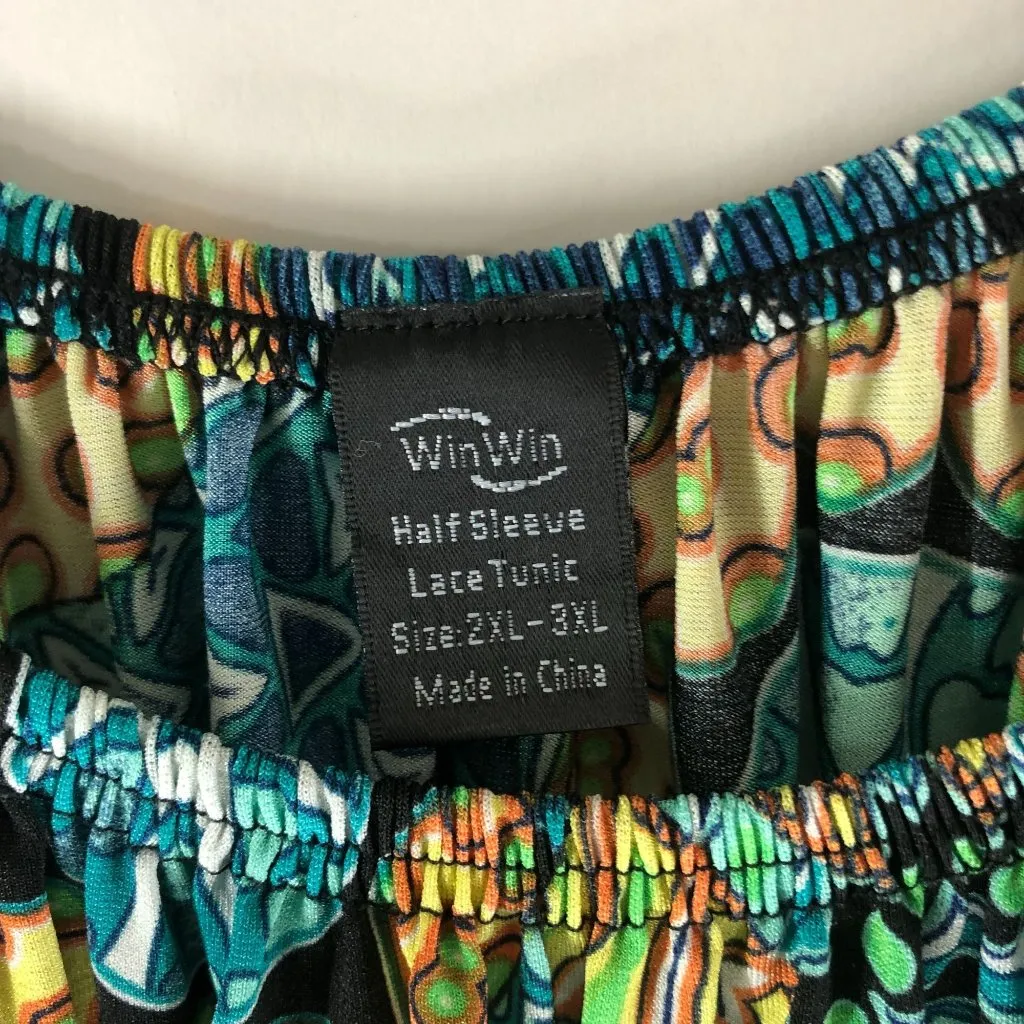 WinWin
Half Sleeve
Lace Tunic
Size:2XL-3XL
Made in China